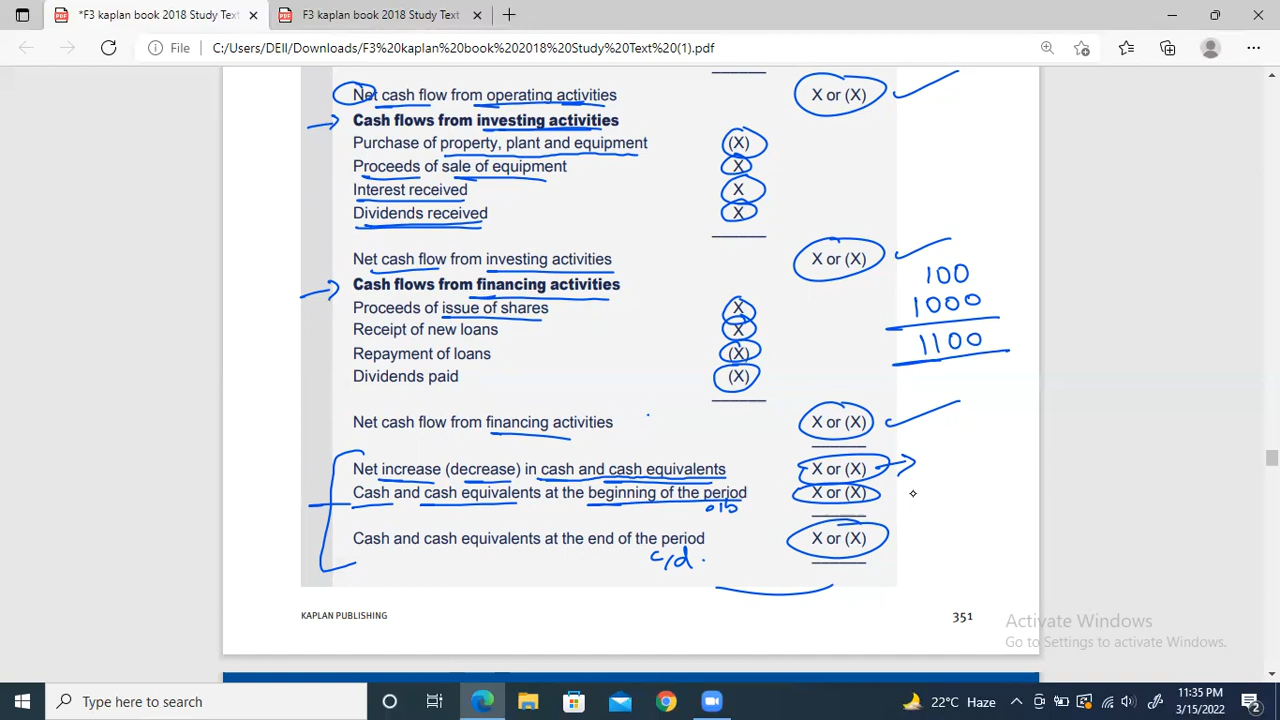 *F3 kaplan book 2018 Study Text
F3 kaplan book 2018 Study Text
File
C:/Users/DEll/Downloads/F3%20kaplan%20book%202018%20Study%20Text%20(1).pdf
Net cash flow from operating activities X or (X)
Cash flows from investing activities
Purchase of property, plant and equipment (X)
Proceeds of sale of equipment X
Interest received X
Dividends received X
Net cash flow from investing activities X or (X)
100
Cash flows from financing activities
1000
Proceeds of issue of shares X
Receipt of new loans X
1100
Repayment of loans (X)
Dividends paid (X)
Net cash flow from financing activities X or (X)
Net increase (decrease) in cash and cash equivalents X or (X)
Cash and cash equivalents at the beginning of the period X or (X)
Cash and cash equivalents at the end of the period X or (X)
c/d.
KAPLAN PUBLISHING 351
Activate Windows
Go to Settings to activate Windows.
Type here to search
22°C Haze
11:35 PM
3/15/2022
2